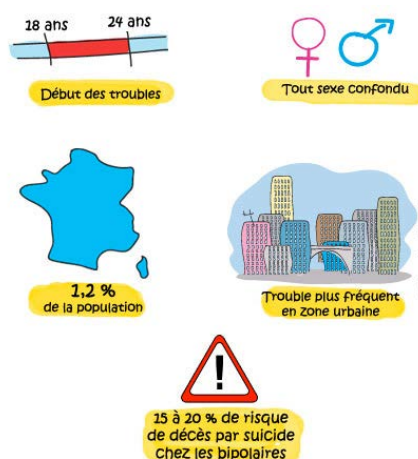 18 ans
24 ans
Début des troubles
Tout sexe confondu
1,2 %
de la population
Trouble plus fréquent
en zone urbaine
!
15 à 20 % de risque
de décès par suicide
chez les bipolaires